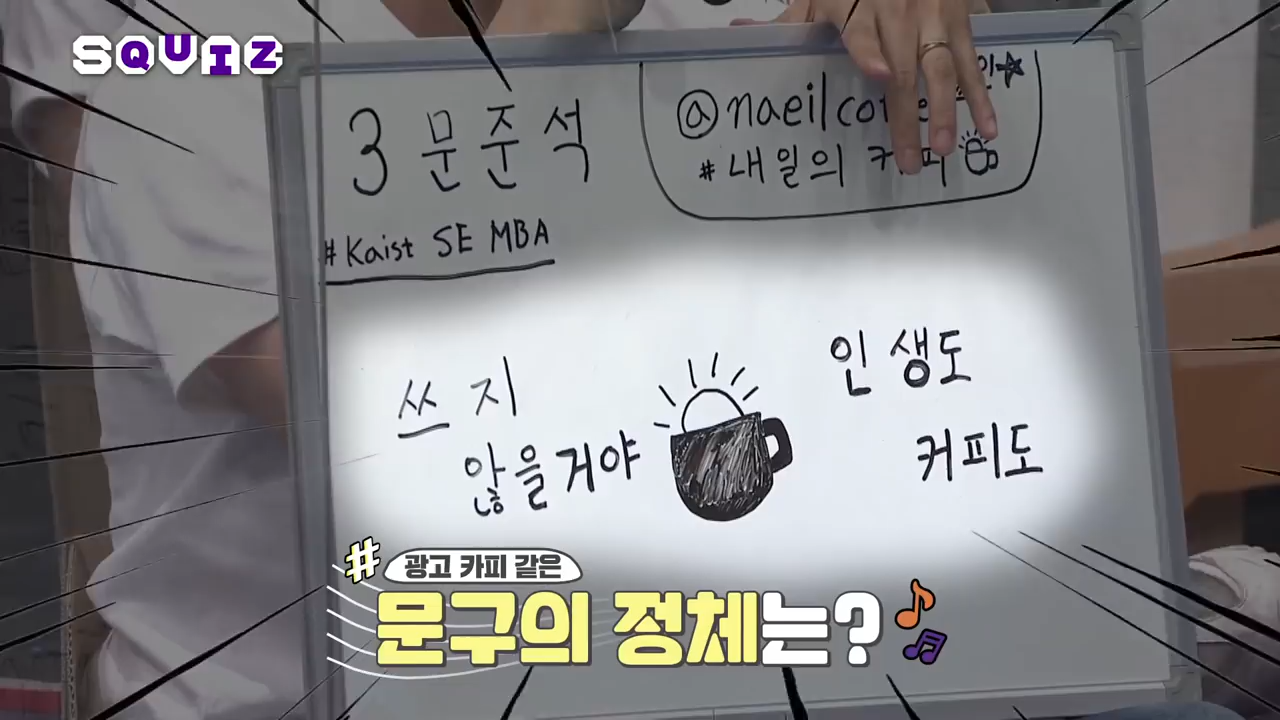 SQUIZ
3 문준석
#Kaist SE MBA
@naeilcoffee
#내일의 커피
쓰지
않을거야
인생도
커피도
# 광고 카피 같은
문구의 정체는?